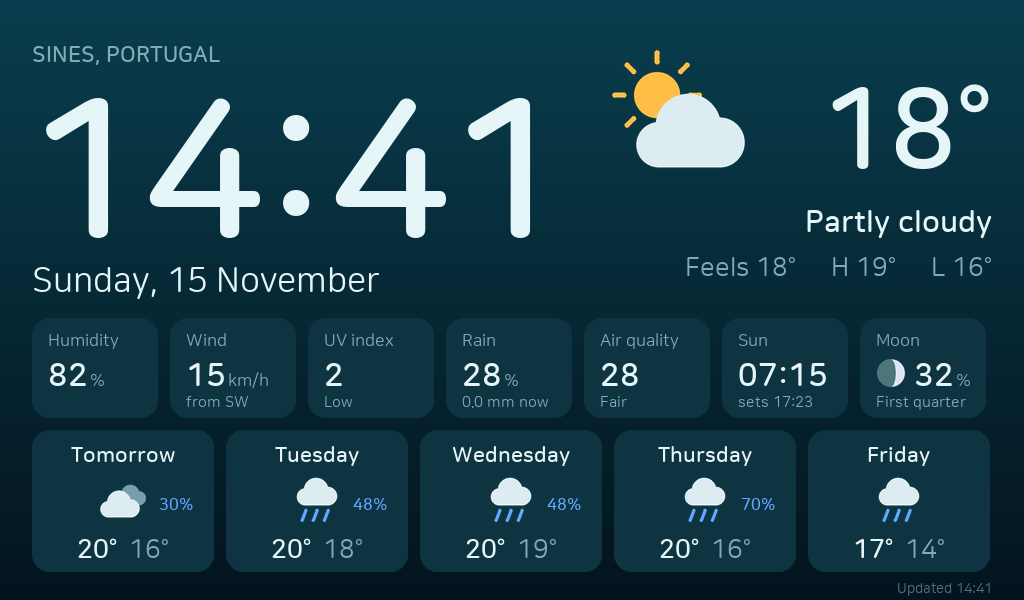 SINES, PORTUGAL
14:41
18°
Partly cloudy
Feels 18° H 19° L 16°
Sunday, 15 November
Humidity
82%
Wind
15 km/h
from SW
UV index
2
Low
Rain
28%
0.0 mm now
Air quality
28
Fair
Sun
07:15
sets 17:23
Moon
32%
First quarter
Tomorrow
30%
20° 16°
Tuesday
48%
20° 18°
Wednesday
48%
20° 19°
Thursday
70%
20° 16°
Friday
17° 14°
Updated 14:41